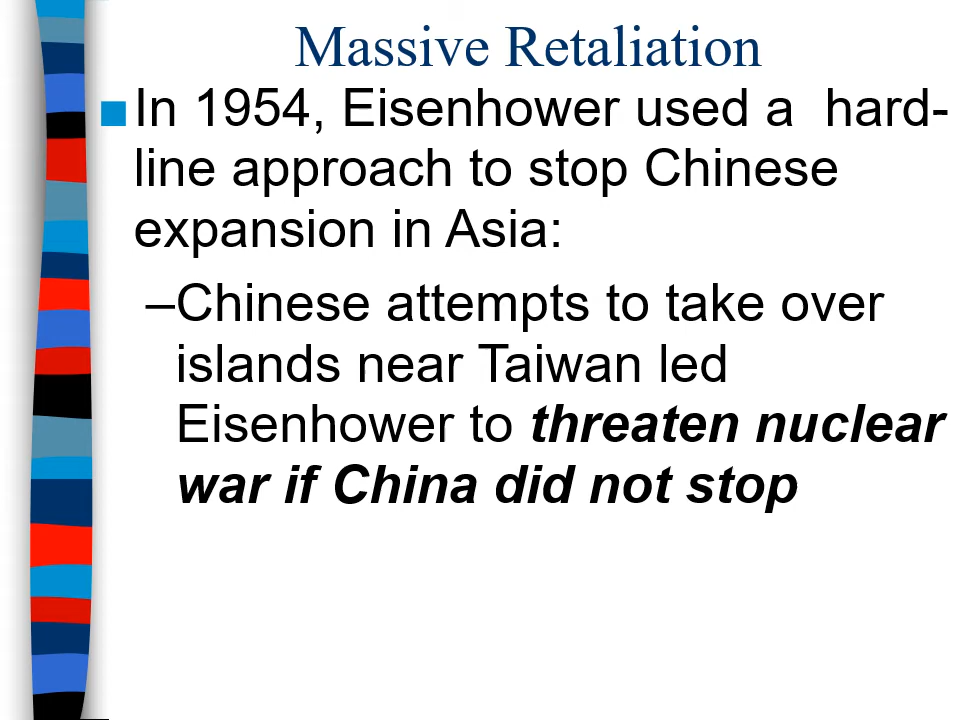 Massive Retaliation
■In 1954, Eisenhower used a  hard-
line approach to stop Chinese
expansion in Asia:
–Chinese attempts to take over
islands near Taiwan led
Eisenhower to threaten nuclear
war if China did not stop